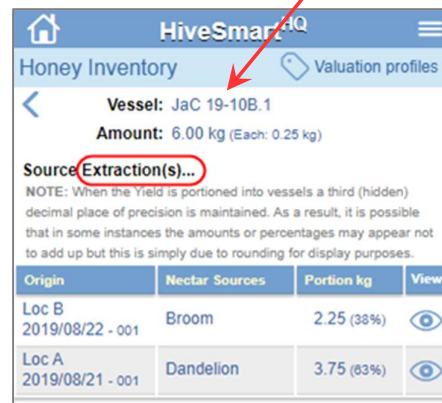 HiveSmart HQ
Honey Inventory Valuation profiles
Vessel: JaC 19-10B.1
Amount: 6.00 kg (Each: 0.25 kg)
Source Extraction(s)...
NOTE: When the Yield is portioned into vessels a third (hidden)
decimal place of precision is maintained. As a result, it is possible
that in some instances the amounts or percentages may appear not
to add up but this is simply due to rounding for display purposes.
Origin Nectar Sources Portion kg View
Loc B
2019/08/22 - 001 Broom 2.25 (38%)
Loc A
2019/08/21 - 001 Dandelion 3.75 (63%)